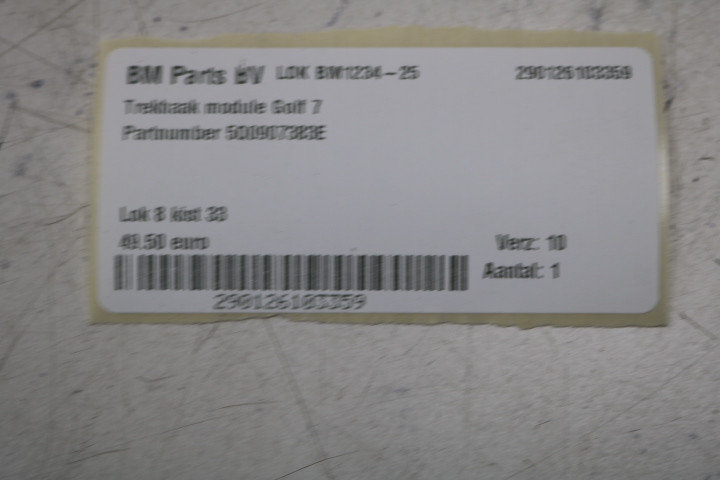 BM Parts BV LOK BM1234-25 290126103359
Trekhaak module Golf 7
Partnumber 5Q0907383E
Lok 8 kist 33
49.50 euro
Verz: 10
Aantal: 1
290126103359